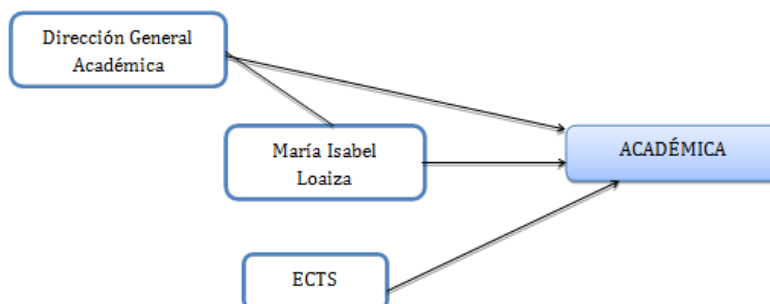 Dirección General
Académica
María Isabel
Loaiza
ACADÉMICA
ECTS